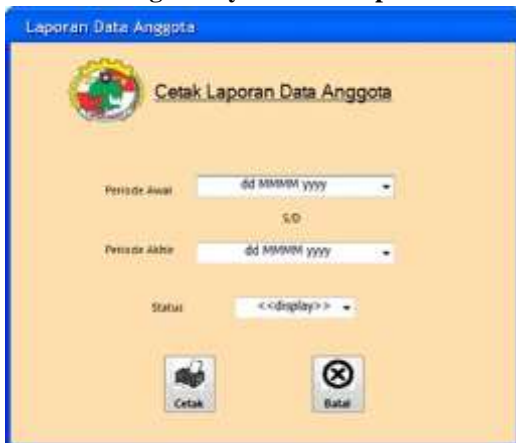 Laporan Data Anggota
Cetak Laporan Data Anggota
Periode Awal
dd MMMM yyyy
S/D
Periode Akhir
dd MMMM yyyy
Status
<<display>>
Cetak
Batal